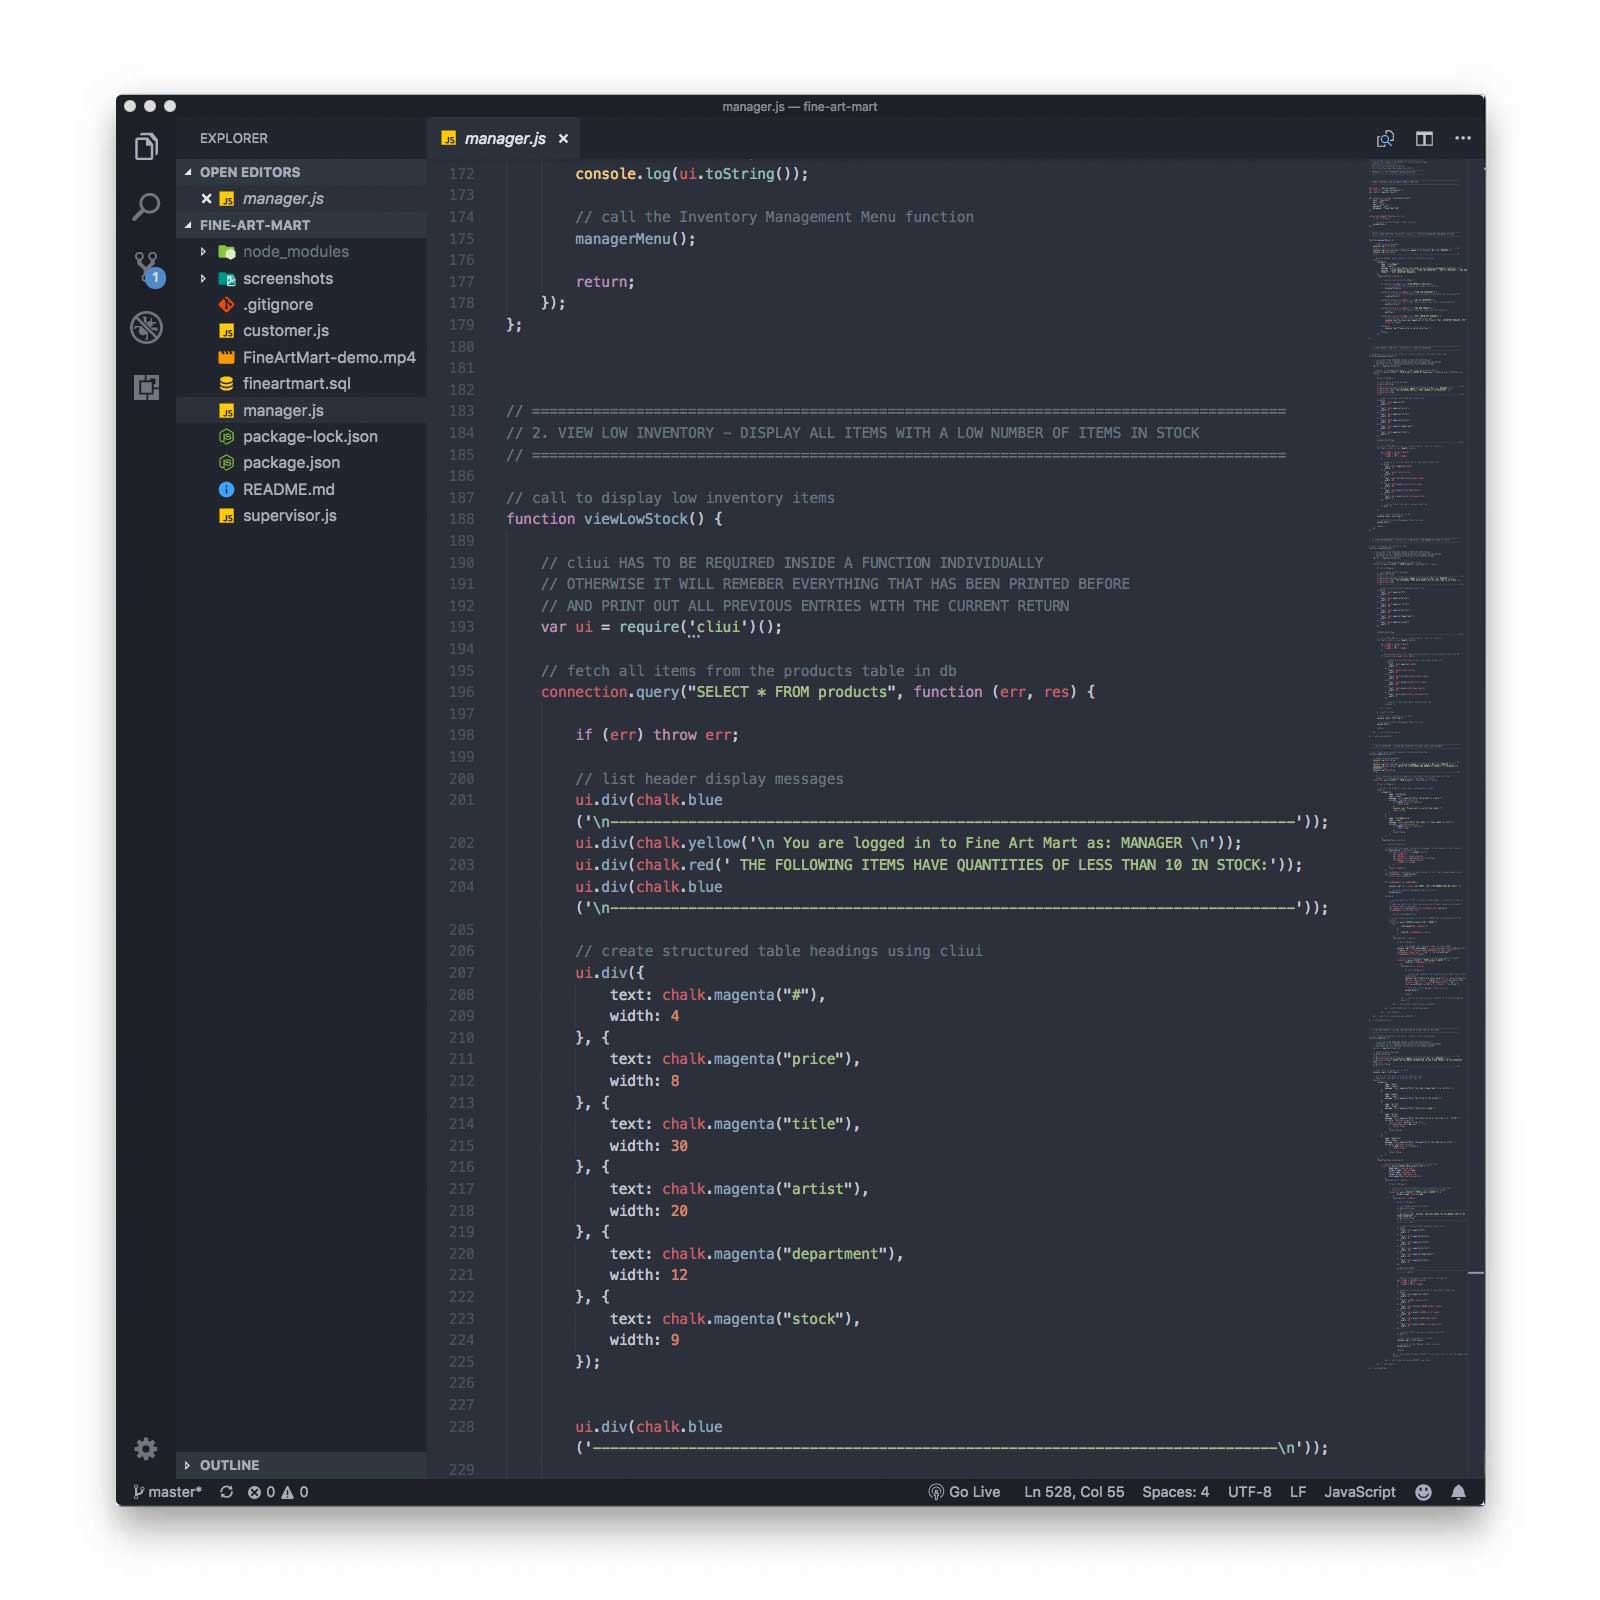 manager.js — fine-art-mart
EXPLORER
OPEN EDITORS
manager.js
FINE-ART-MART
node_modules
screenshots
.gitignore
customer.js
FineArtMart-demo.mp4
fineartmart.sql
manager.js
package-lock.json
package.json
README.md
supervisor.js
OUTLINE
1
manager.js
172 console.log(ui.toString());
173
174 // call the Inventory Management Menu function
175 managerMenu();
176
177 return;
178 });
179 };
180
181
182
183 // =======================================================================================
184 // 2. VIEW LOW INVENTORY – DISPLAY ALL ITEMS WITH A LOW NUMBER OF ITEMS IN STOCK
185 // =======================================================================================
186
187 // call to display low inventory items
188 function viewLowStock() {
189
190 // cliui HAS TO BE REQUIRED INSIDE A FUNCTION INDIVIDUALLY
191 // OTHERWISE IT WILL REMEBER EVERYTHING THAT HAS BEEN PRINTED BEFORE
192 // AND PRINT OUT ALL PREVIOUS ENTRIES WITH THE CURRENT RETURN
193 var ui = require('cliui')();
194
195 // fetch all items from the products table in db
196 connection.query("SELECT * FROM products", function (err, res) {
197
198 if (err) throw err;
199
200 // list header display messages
201 ui.div(chalk.blue
('\n-------------------------------------------------------------------------------'));
202 ui.div(chalk.yellow('\n You are logged in to Fine Art Mart as: MANAGER \n'));
203 ui.div(chalk.red(' THE FOLLOWING ITEMS HAVE QUANTITIES OF LESS THAN 10 IN STOCK:'));
204 ui.div(chalk.blue
('\n-------------------------------------------------------------------------------'));
205
206 // create structured table headings using cliui
207 ui.div({
208 text: chalk.magenta("#"),
209 width: 4
210 }, {
211 text: chalk.magenta("price"),
212 width: 8
213 }, {
214 text: chalk.magenta("title"),
215 width: 30
216 }, {
217 text: chalk.magenta("artist"),
218 width: 20
219 }, {
220 text: chalk.magenta("department"),
221 width: 12
222 }, {
223 text: chalk.magenta("stock"),
224 width: 9
225 });
226
227
228 ui.div(chalk.blue
('-------------------------------------------------------------------------------\n'));
229
master* 0 0 Go Live Ln 528, Col 55 Spaces: 4 UTF-8 LF JavaScript